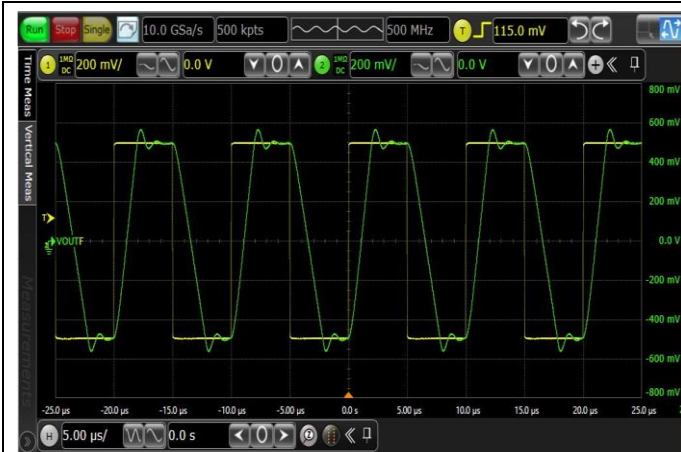 Run Stop Single 10.0 GSa/s 500 kpts 500 MHz T 115.0 mV
1 1MΩ DC 200 mV/ 0.0 V 0 2 1MΩ DC 200 mV/ 0.0 V 0
Time Meas
Vertical Meas
Measurements
800 mV
600 mV
400 mV
T
200 mV
VOUTF
0.0 V
-200 mV
-400 mV
-600 mV
-800 mV
-25.0 µs -20.0 µs -15.0 µs -10.0 µs -5.00 µs 0.0 s 5.00 µs 10.0 µs 15.0 µs 20.0 µs 25.0 µs
H 5.00 µs/ 0.0 s 0